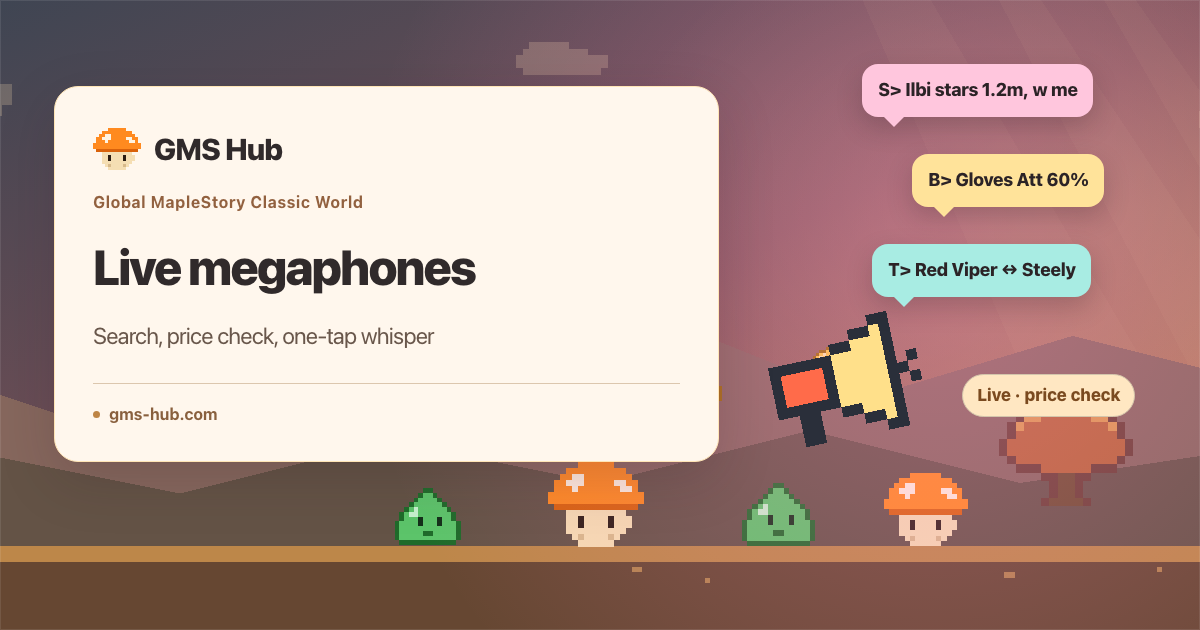 GMS Hub
Global MapleStory Classic World
Live megaphones
Search, price check, one-tap whisper
gms-hub.com
S> Ilbi stars 1.2m, w me
B> Gloves Att 60%
T> Red Viper ↔ Steely
Live · price check